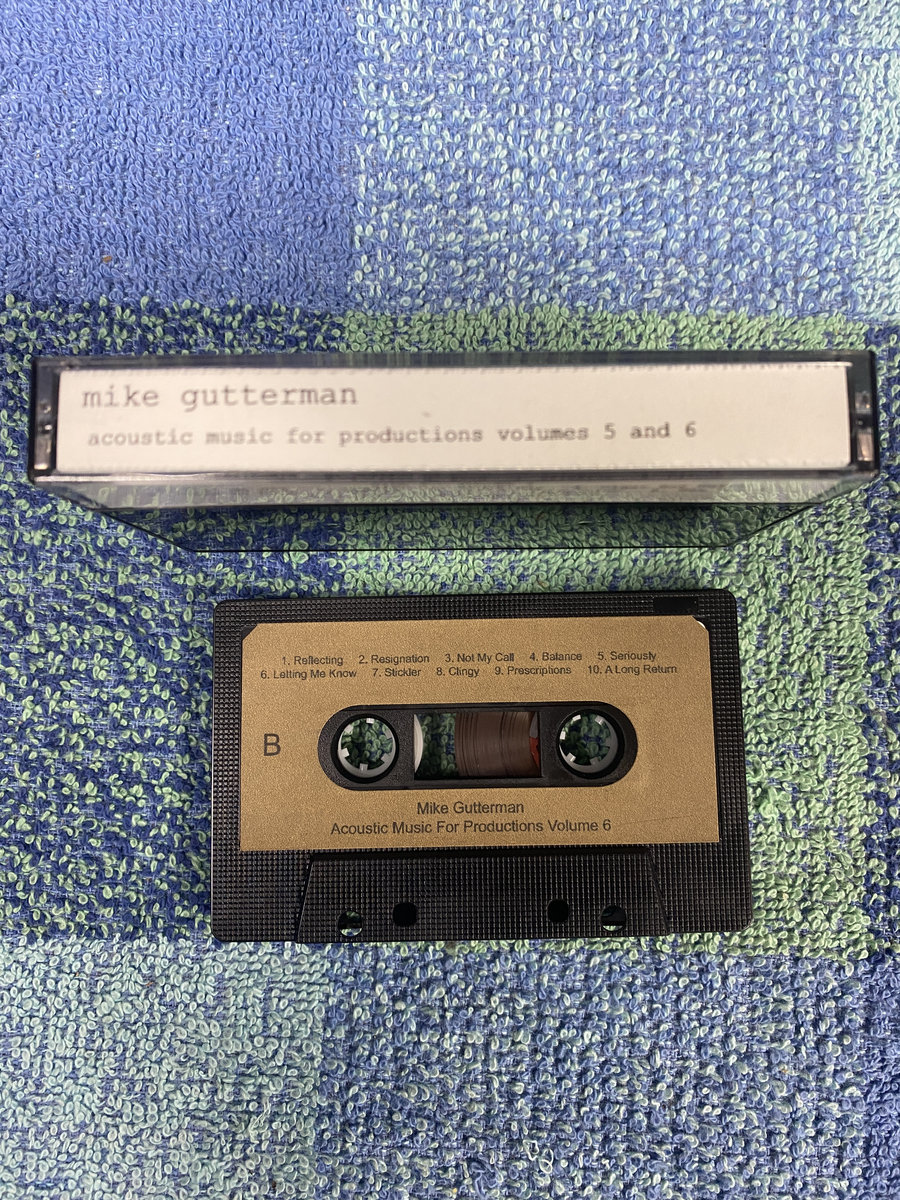 mike gutterman
acoustic music for productions volumes 5 and 6
1. Reflecting 2. Resignation 3. Not My Call 4. Balance 5. Seriously
6. Letting Me Know 7. Stickler 8. Clingy 9. Prescriptions 10. A Long Return
B
Mike Gutterman
Acoustic Music For Productions Volume 6